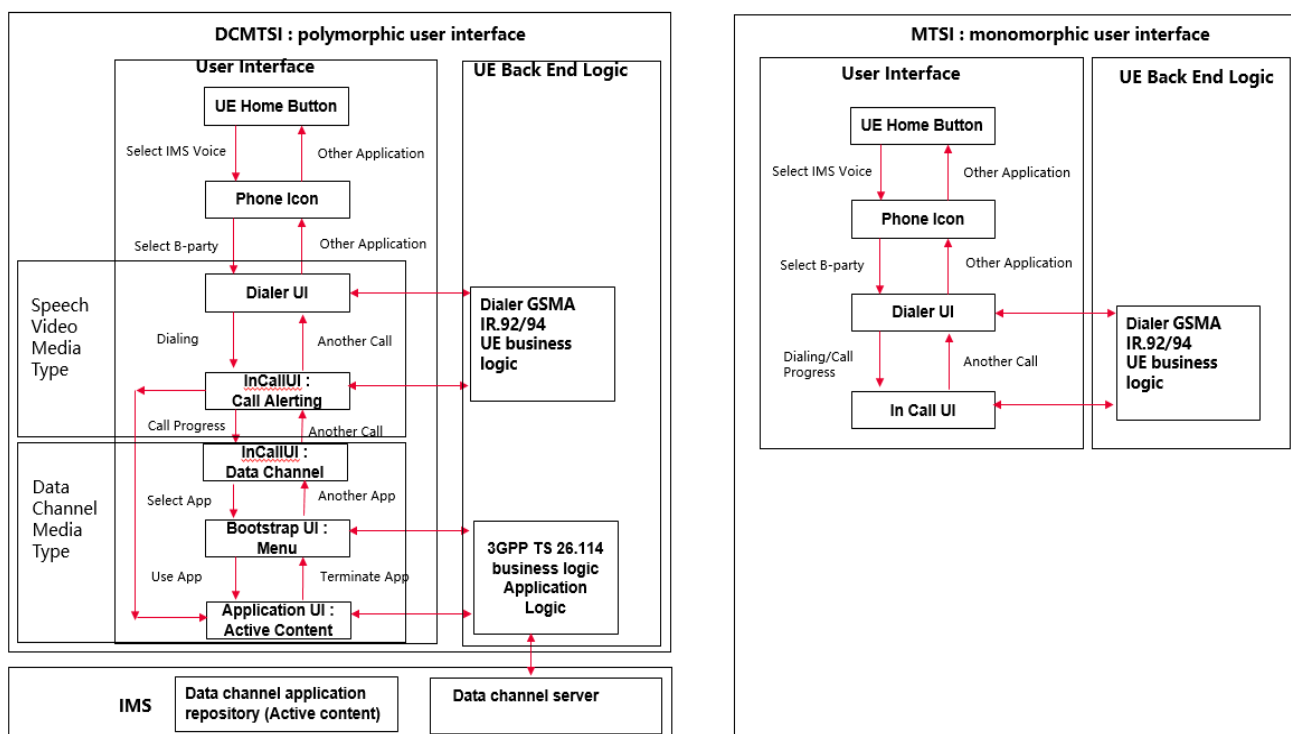 DCMTSI : polymorphic user interface
User Interface
UE Back End Logic
UE Home Button
Select IMS Voice
Other Application
Phone Icon
Select B-party
Other Application
Speech
Video
Media
Type
Dialer UI
Dialer GSMA
IR.92/94
UE business
logic
Dialing
Another Call
InCallUI :
Call Alerting
Call Progress
Another Call
Data
Channel
Media
Type
InCallUI :
Data Channel
Select App
Another App
Bootstrap UI :
Menu
3GPP TS 26.114
business logic
Application
Logic
Use App
Terminate App
Application UI :
Active Content
IMS
Data channel application
repository (Active content)
Data channel server
MTSI : monomorphic user interface
User Interface
UE Back End Logic
UE Home Button
Select IMS Voice
Other Application
Phone Icon
Select B-party
Other Application
Dialer UI
Dialer GSMA
IR.92/94
UE business
logic
Dialing/Call
Progress
Another Call
In Call UI